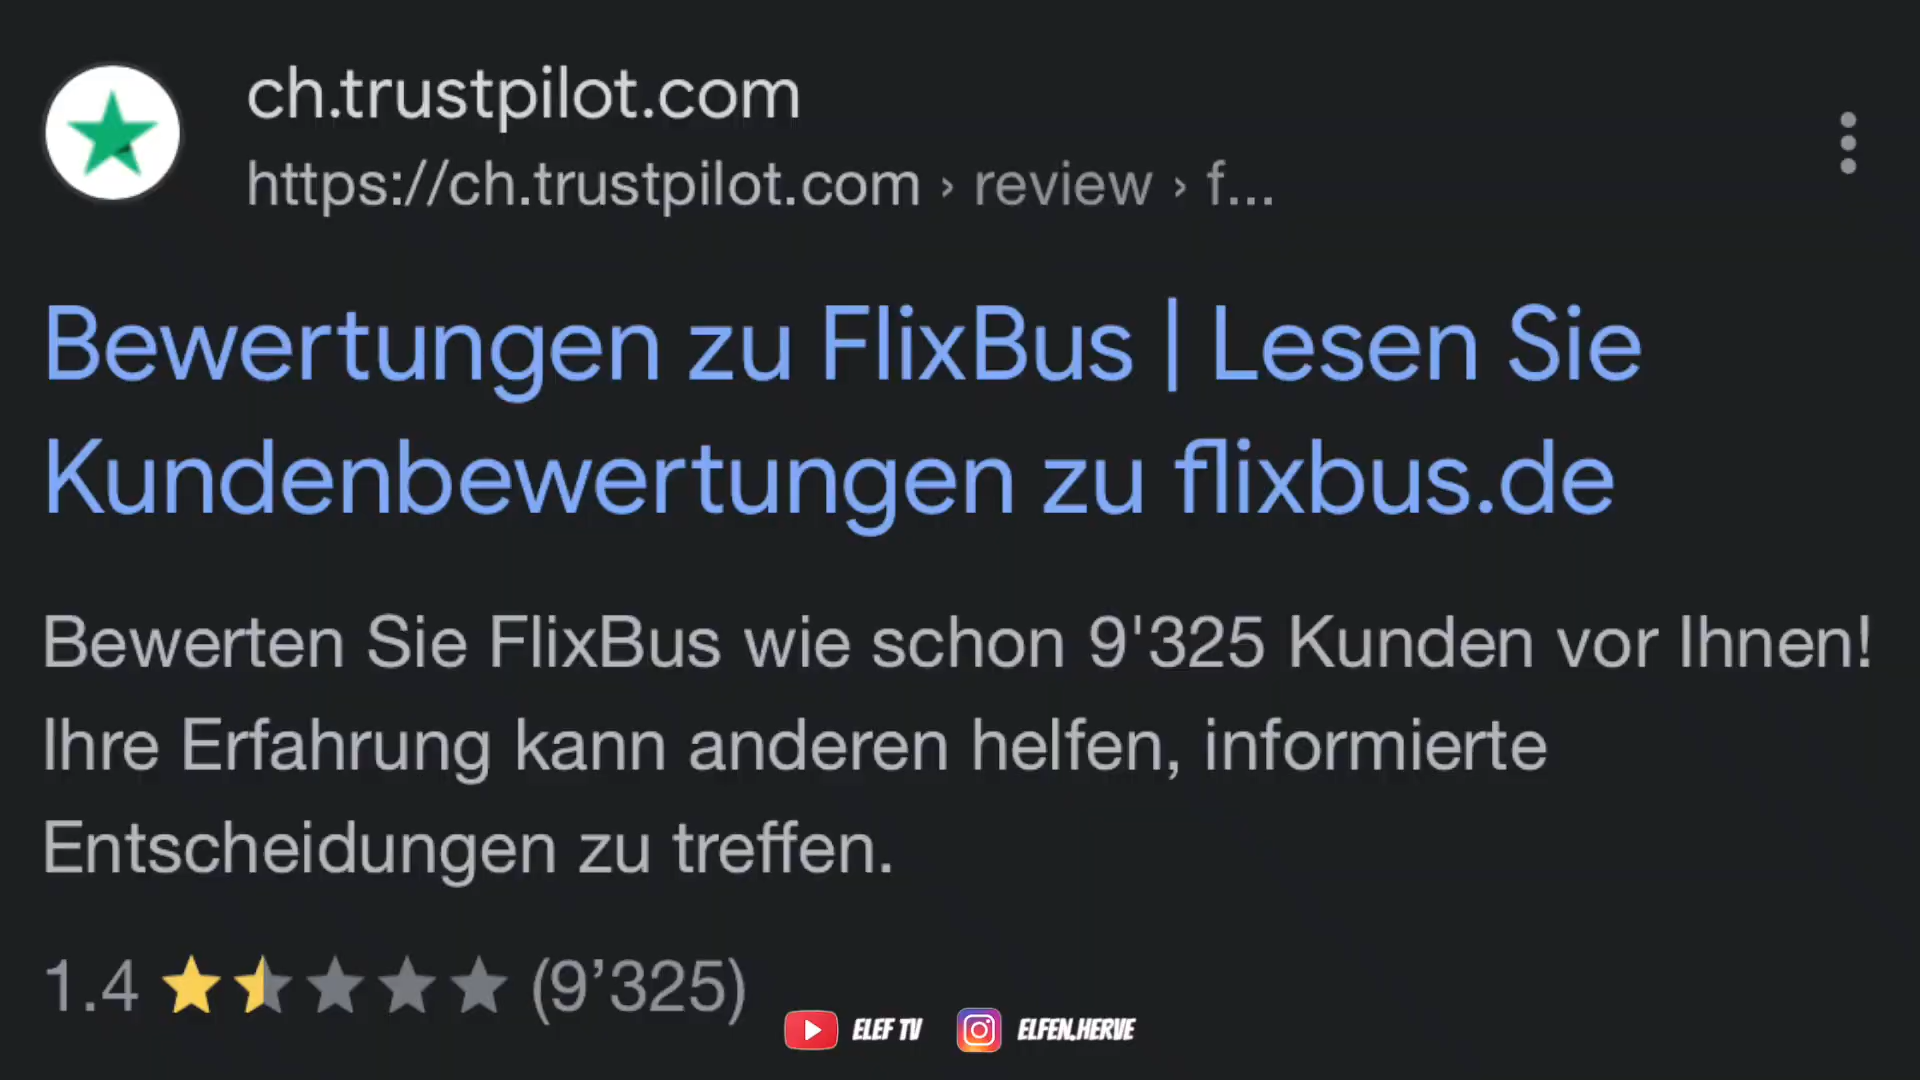 ch.trustpilot.com
https://ch.trustpilot.com › review › f...
Bewertungen zu FlixBus | Lesen Sie
Kundenbewertungen zu flixbus.de
Bewerten Sie FlixBus wie schon 9'325 Kunden vor Ihnen!
Ihre Erfahrung kann anderen helfen, informierte
Entscheidungen zu treffen.
1.4 (9’325)
ELEF TV ELFEN.HERVE